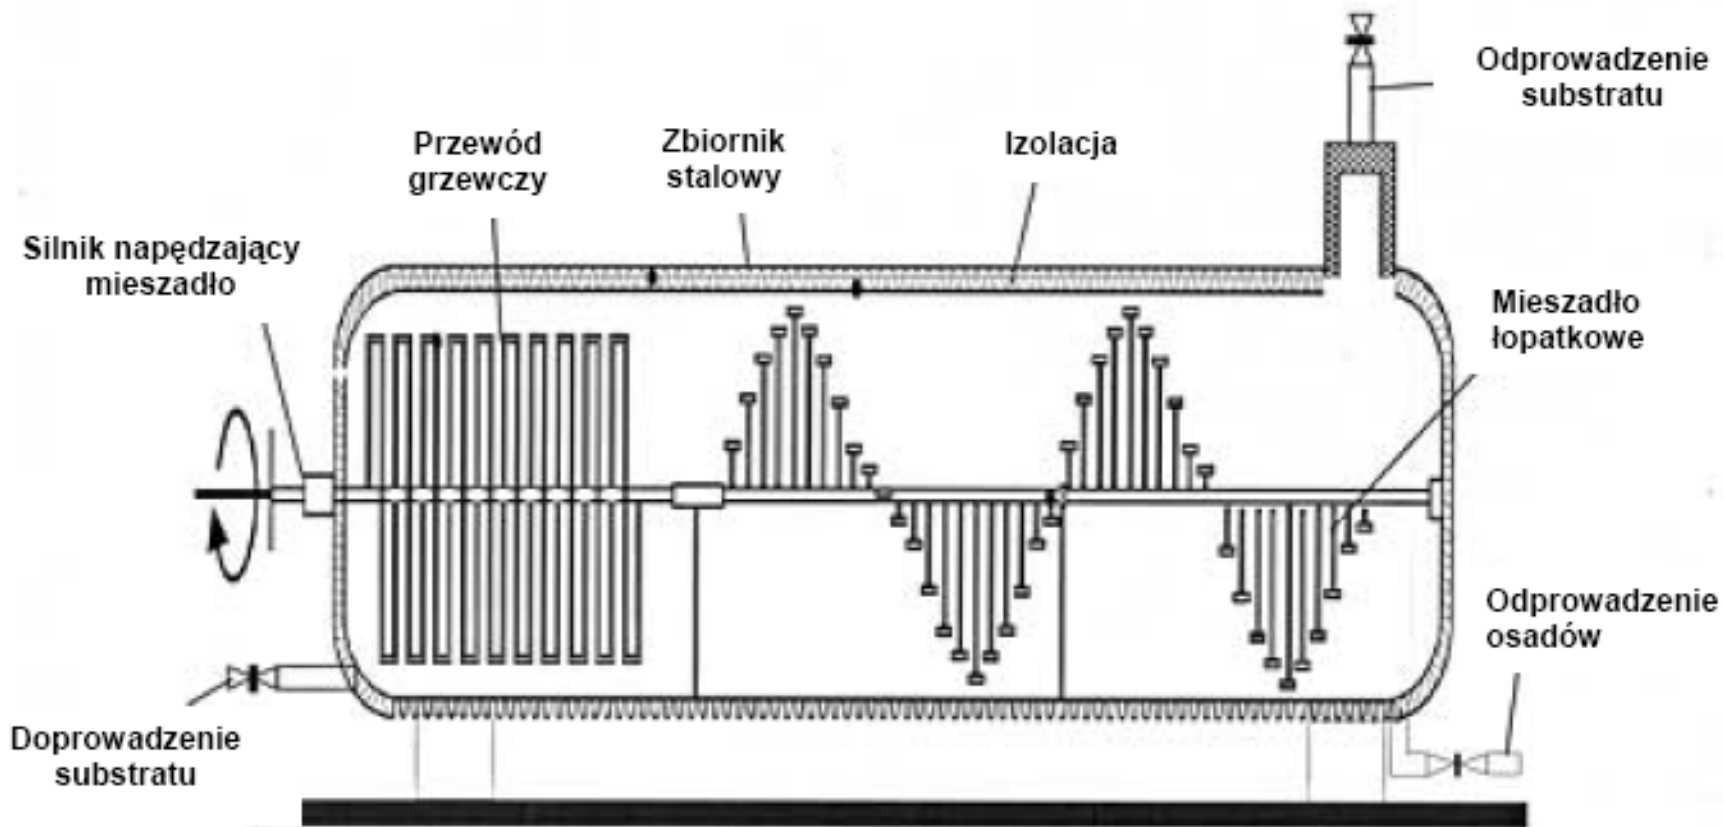 Odprowadzenie
substratu
Przewód
grzewczy
Zbiornik
stalowy
Izolacja
Silnik napędzający
mieszadło
Mieszadło
łopatkowe
Odprowadzenie
osadów
Doprowadzenie
substratu